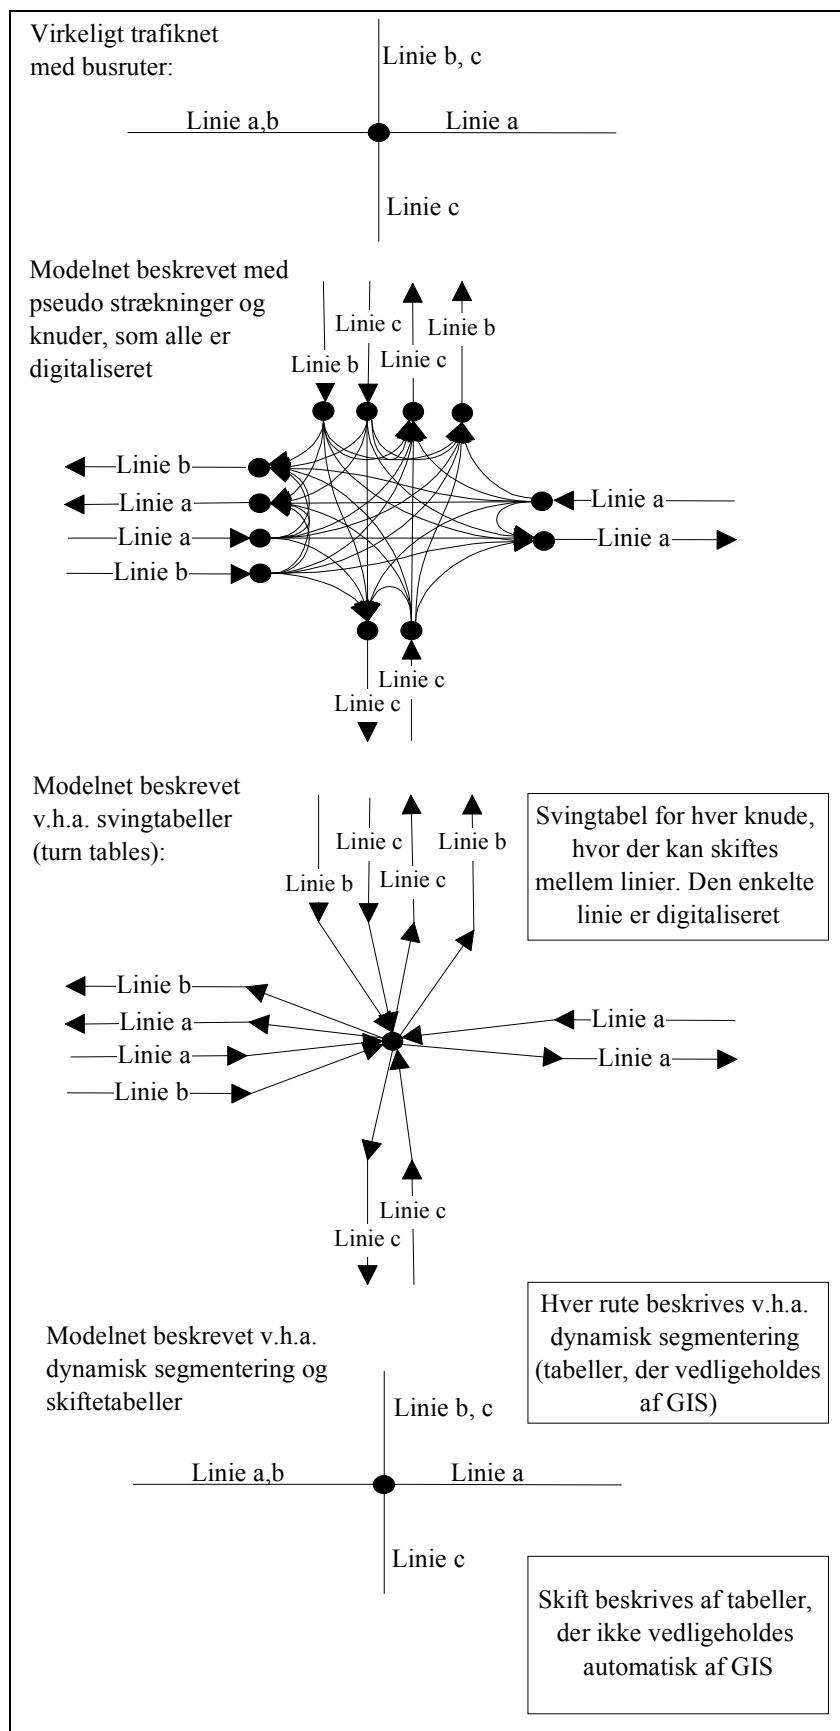 Virkeligt trafiknet
med busruter:
Linie b, c
Linie a,b
Linie a
Linie c
Modelnet beskrevet med
pseudo strækninger og
knuder, som alle er
digitaliseret
Linie c
Linie b
Linie b
Linie c
Linie b
Linie a
Linie a
Linie b
Linie a
Linie a
Linie c
Linie c
Modelnet beskrevet
v.h.a. svingtabeller
(turn tables):
Svingtabel for hver knude,
hvor der kan skiftes
mellem linier. Den enkelte
linie er digitaliseret
Linie c
Linie b
Linie b
Linie c
Linie b
Linie a
Linie a
Linie b
Linie a
Linie a
Linie c
Linie c
Modelnet beskrevet v.h.a.
dynamisk segmentering og
skiftetabeller
Hver rute beskrives v.h.a.
dynamisk segmentering
(tabeller, der vedligeholdes
af GIS)
Linie b, c
Linie a,b
Linie a
Linie c
Skift beskrives af tabeller,
der ikke vedligeholdes
automatisk af GIS